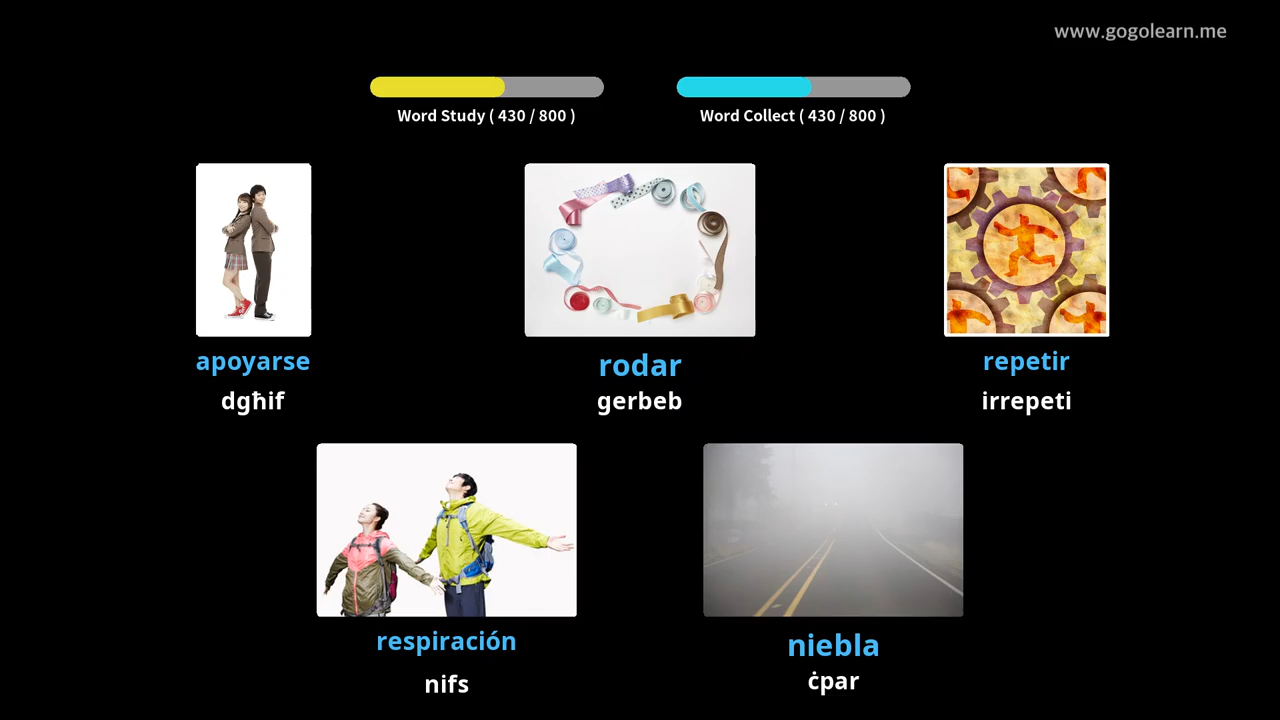 www.gogolearn.me
Word Study ( 430 / 800 )
Word Collect ( 430 / 800 )
apoyarse
dgħif
rodar
gerbeb
repetir
irrepeti
respiración
nifs
niebla
ċpar